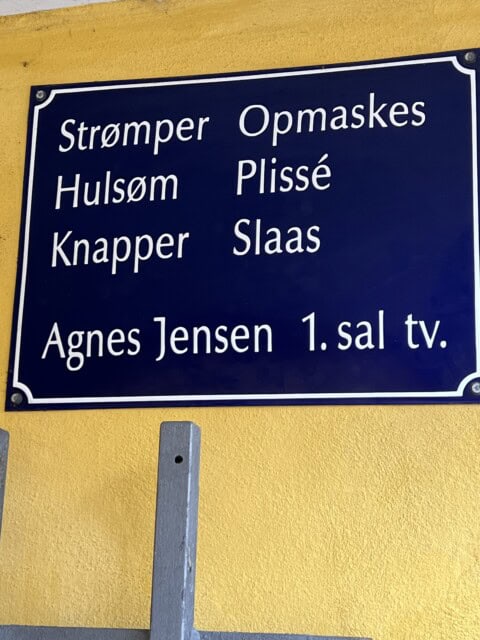 Strømper Opmaskes
Hulsøm Plissé
Knapper Slaas
Agnes Jensen 1. sal tv.